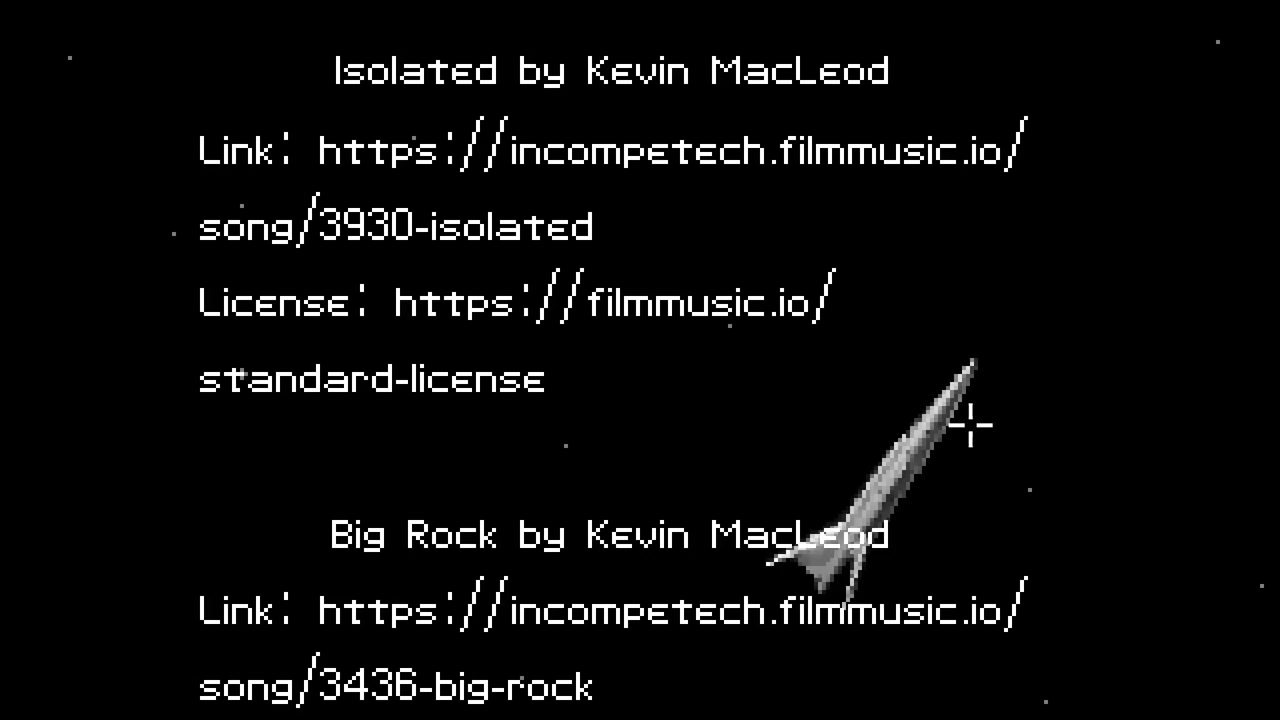 Isolated by Kevin MacLeod
Link: https://incompetech.filmmusic.io/
song/3930-isolated
License: https://filmmusic.io/
standard-license
Big Rock by Kevin MacLeod
Link: https://incompetech.filmmusic.io/
song/3436-big-rock